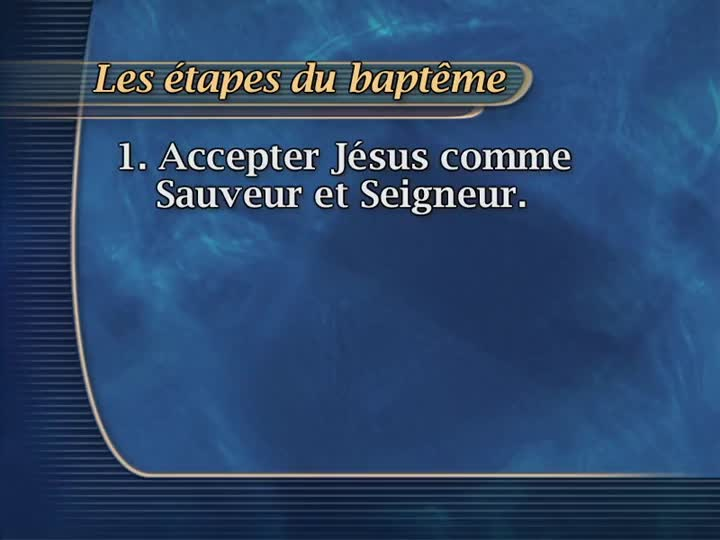 Les étapes du baptême
1. Accepter Jésus comme
Sauveur et Seigneur.